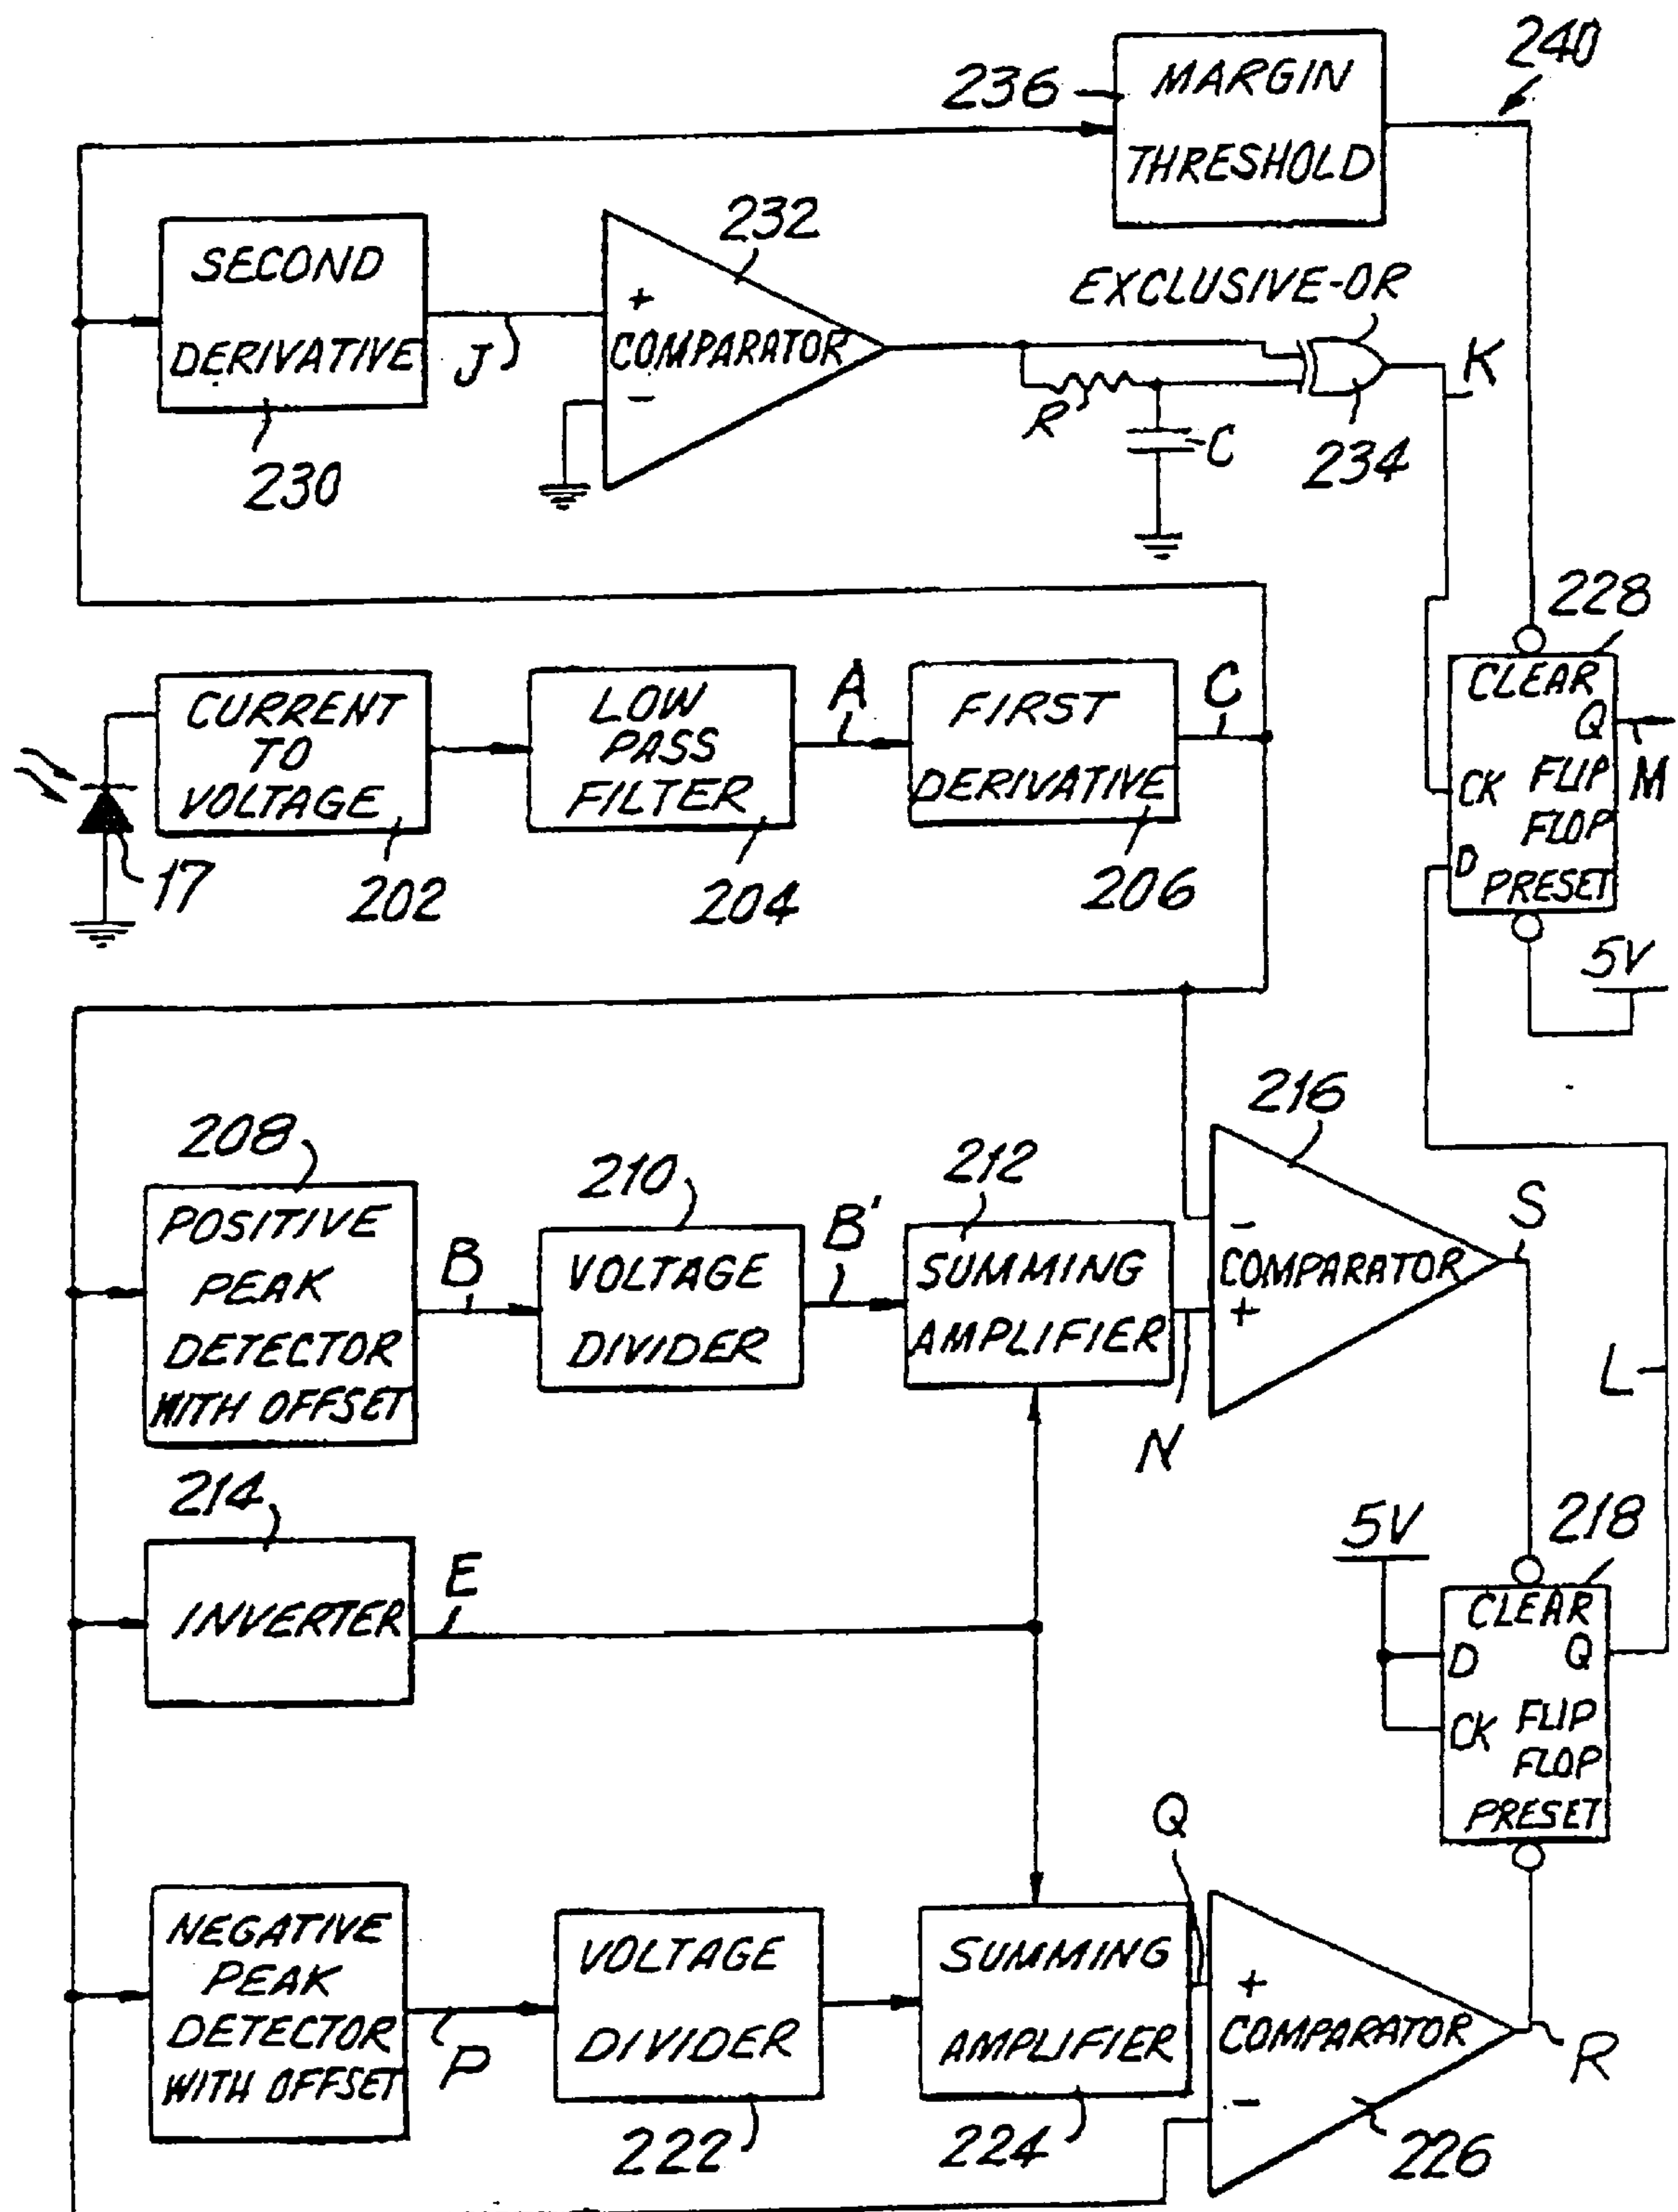 240
236
MARGIN
THRESHOLD
SECOND
DERIVATIVE
230
J
232
+
COMPARATOR
-
EXCLUSIVE-OR
R
C
234
K
228
CLEAR
Q
CK
FLIP
FLOP
D
PRESET
M
5V
CURRENT
TO
VOLTAGE
202
17
LOW
PASS
FILTER
204
A
FIRST
DERIVATIVE
206
C
208
POSITIVE
PEAK
DETECTOR
WITH OFFSET
B
210
VOLTAGE
DIVIDER
B'
212
SUMMING
AMPLIFIER
N
216
-
COMPARATOR
+
S
L
214
INVERTER
E
5V
218
CLEAR
D
Q
CK
FLIP
FLOP
PRESET
NEGATIVE
PEAK
DETECTOR
WITH OFFSET
P
VOLTAGE
DIVIDER
222
SUMMING
AMPLIFIER
224
Q
+
COMPARATOR
-
226
R